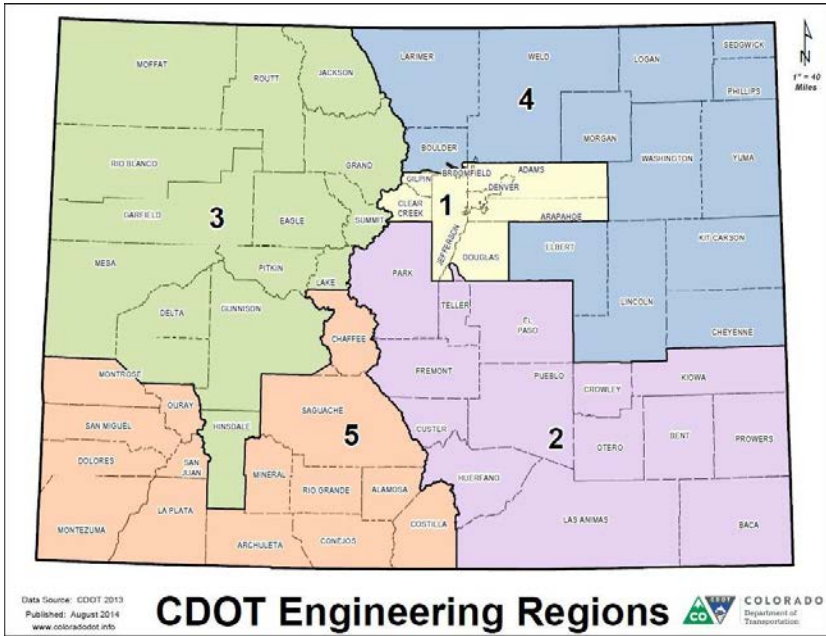 MOFFAT
ROUTT
JACKSON
LARIMER
WELD
LOGAN
SEDGWICK
PHILLIPS
N
1" = 40
Miles
4
BOULDER
MORGAN
WASHINGTON
YUMA
RIO BLANCO
GRAND
GILPIN
BROOMFIELD
ADAMS
DENVER
CLEAR
CREEK
1
ARAPAHOE
GARFIELD
3
EAGLE
SUMMIT
JEFFERSON
DOUGLAS
ELBERT
KIT CARSON
MESA
PITKIN
LAKE
PARK
TELLER
LINCOLN
DELTA
GUNNISON
CHAFFEE
EL
PASO
CHEYENNE
MONTROSE
FREMONT
PUEBLO
CROWLEY
KIOWA
OURAY
SAN MIGUEL
HINSDALE
SAGUACHE
5
CUSTER
2
OTERO
BENT
PROWERS
DOLORES
SAN
JUAN
MINERAL
RIO GRANDE
ALAMOSA
HUERFANO
MONTEZUMA
LA PLATA
ARCHULETA
CONEJOS
COSTILLA
LAS ANIMAS
BACA
Data Source: CDOT 2013
Published: August 2014
www.coloradodot.info
CDOT Engineering Regions
CO
CDOT
COLORADO
Department of
Transportation